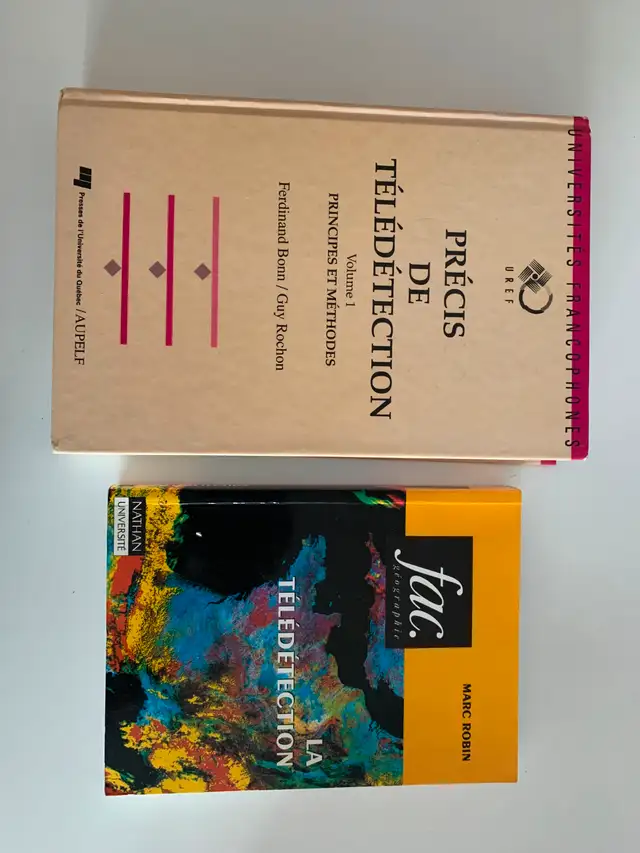 UNIVERSITÉS FRANCOPHONES
UREF
PRÉCIS
DE
TÉLÉDÉTECTION
Volume 1
PRINCIPES ET MÉTHODES
Ferdinand Bonn / Guy Rochon
Presses de l'Université du Québec / AUPELF
MARC ROBIN
fac.
géographie
LA
TÉLÉDÉTECTION
NATHAN
UNIVERSITÉ